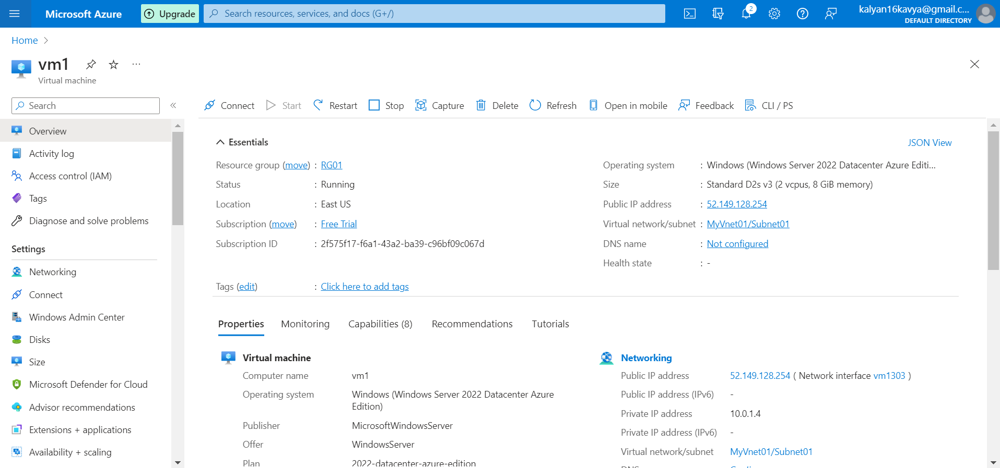 Microsoft Azure
Upgrade
Search resources, services, and docs (G+/)
2
kalyan16kavya@gmail.c...
DEFAULT DIRECTORY
Home
vm1
Virtual machine
Search
Connect
Start
Restart
Stop
Capture
Delete
Refresh
Open in mobile
Feedback
CLI / PS
Overview
Activity log
Access control (IAM)
Tags
Diagnose and solve problems
Settings
Networking
Connect
Windows Admin Center
Disks
Size
Microsoft Defender for Cloud
Advisor recommendations
Extensions + applications
Availability + scaling
Essentials
JSON View
Resource group (move) : RG01
Status : Running
Location : East US
Subscription (move) : Free Trial
Subscription ID : 2f575f17-f6a1-43a2-ba39-c96bf09c067d
Operating system : Windows (Windows Server 2022 Datacenter Azure Editi...
Size : Standard D2s v3 (2 vcpus, 8 GiB memory)
Public IP address : 52.149.128.254
Virtual network/subnet : MyVnet01/Subnet01
DNS name : Not configured
Health state : -
Tags (edit) : Click here to add tags
Properties
Monitoring
Capabilities (8)
Recommendations
Tutorials
Virtual machine
Computer name vm1
Operating system Windows (Windows Server 2022 Datacenter Azure
Edition)
Publisher MicrosoftWindowsServer
Offer WindowsServer
Plan 2022-datacenter-azure-edition
Networking
Public IP address 52.149.128.254 ( Network interface vm1303 )
Public IP address (IPv6) -
Private IP address 10.0.1.4
Private IP address (IPv6) -
Virtual network/subnet MyVnet01/Subnet01